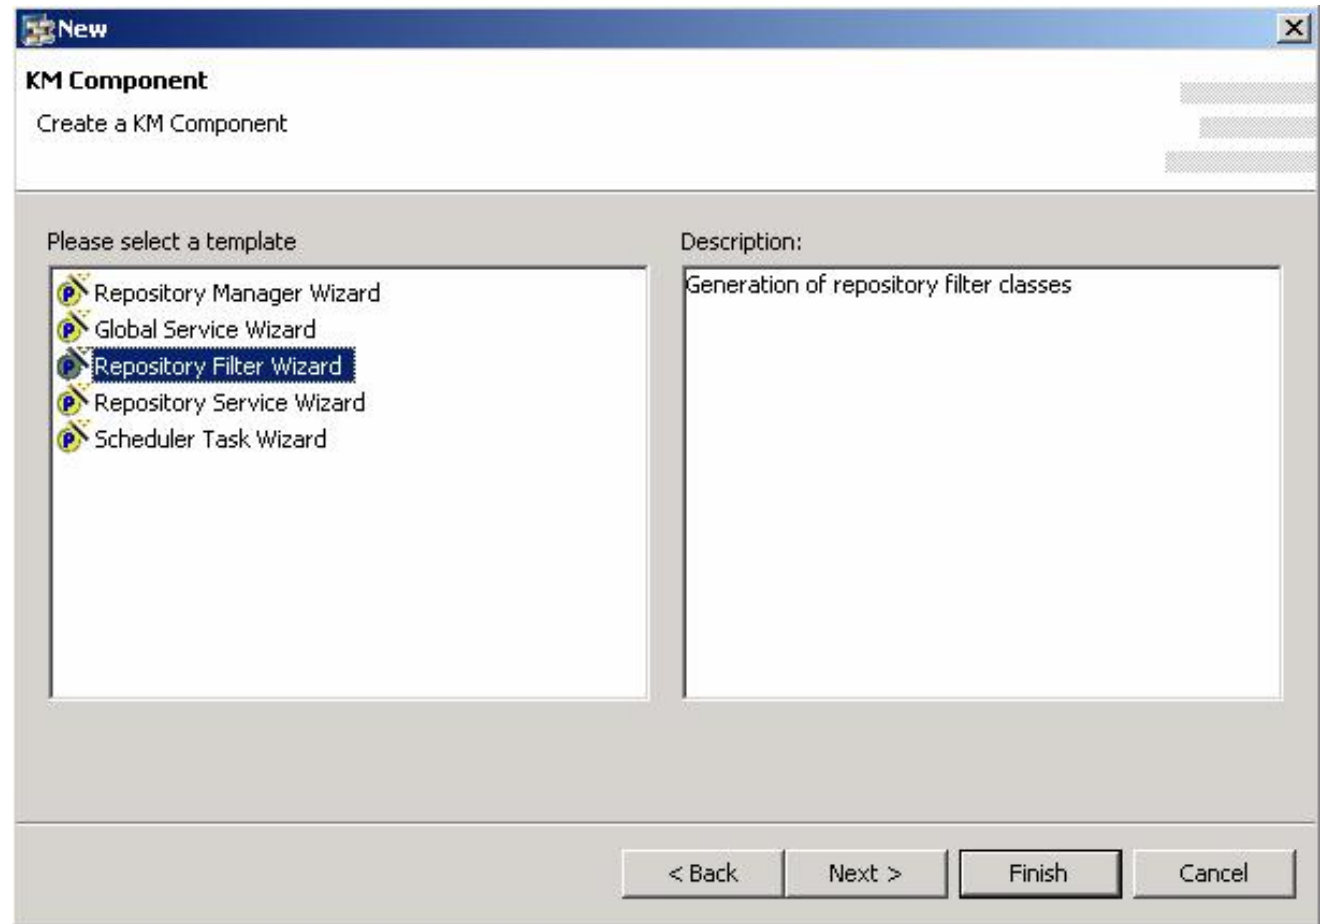 New
KM Component
Create a KM Component
Please select a template
Repository Manager Wizard
Global Service Wizard
Repository Filter Wizard
Repository Service Wizard
Scheduler Task Wizard
Description:
Generation of repository filter classes
< Back
Next >
Finish
Cancel